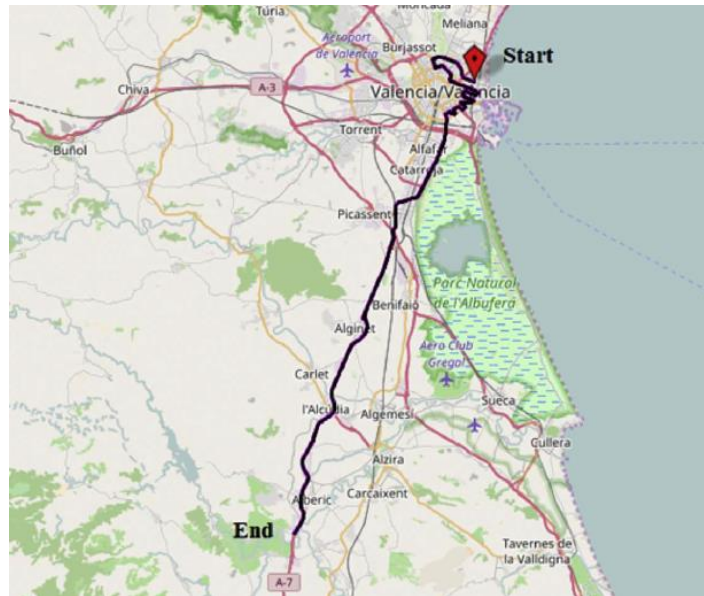 Túria
Moncada
Meliana
Aeroport
de València
Burjassot
Start
Chiva
A-3
Valencia/València
Buñol
Torrent
Alfafar
Catarroja
Picassent
Parc Natural
de l'Albufera
Benifaió
Alginet
Aero Club
Gregal
Carlet
l'Alcúdia
Algemesí
Sueca
Cullera
Alzira
Alberic
Carcaixent
End
Tavernes de
la Valldigna
A-7